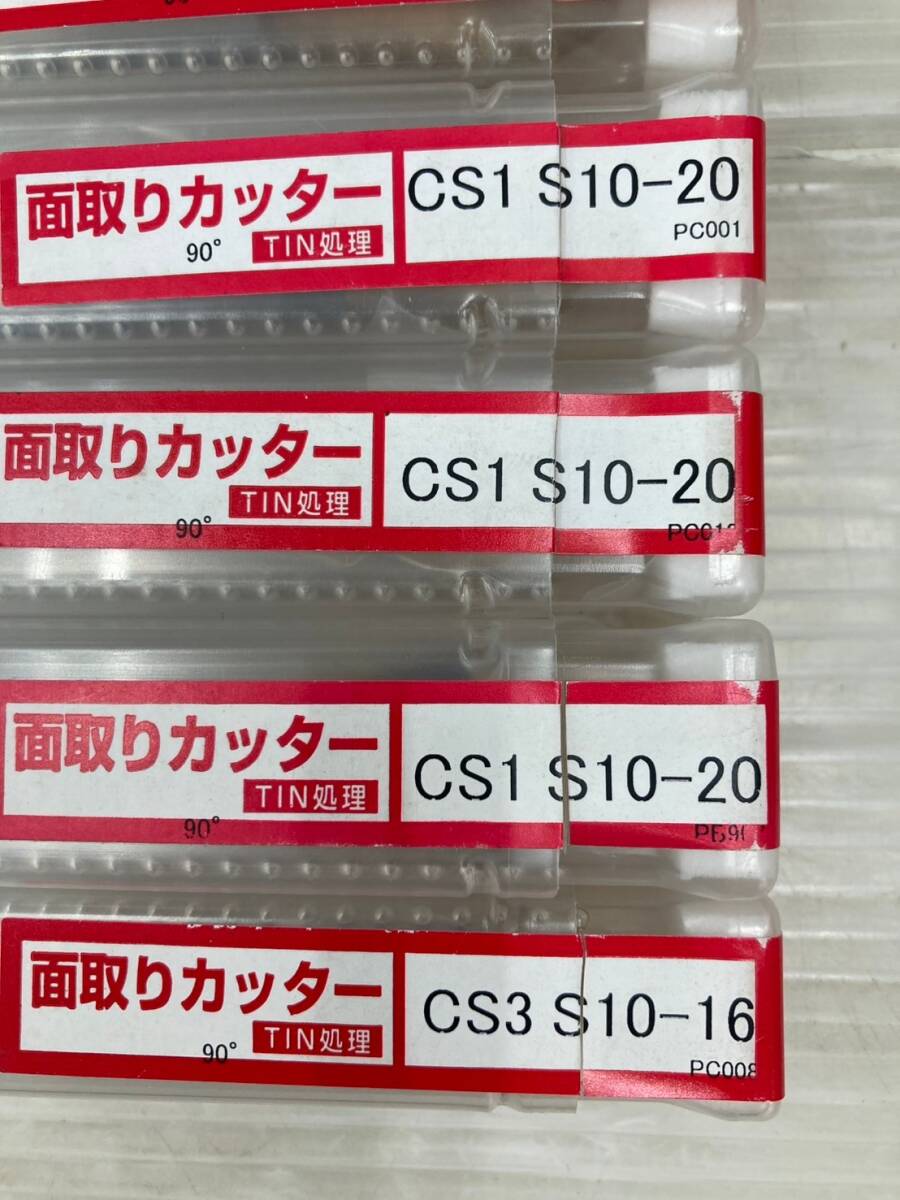 面取りカッター CS1 S10-20
90° TIN処理 PC001
面取りカッター CS1 S10-20
90° TIN処理
面取りカッター CS1 S10-20
90° TIN処理
面取りカッター CS3 S10-16
90° TIN処理 PC008